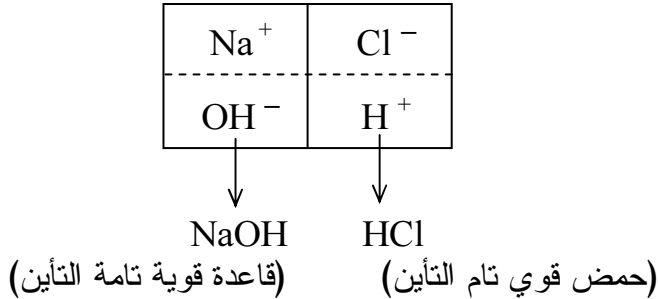 Na⁺ Cl⁻
OH⁻ H⁺
NaOH HCl
(حمض قوي تام التأين) (قاعدة قوية تامة التأين)